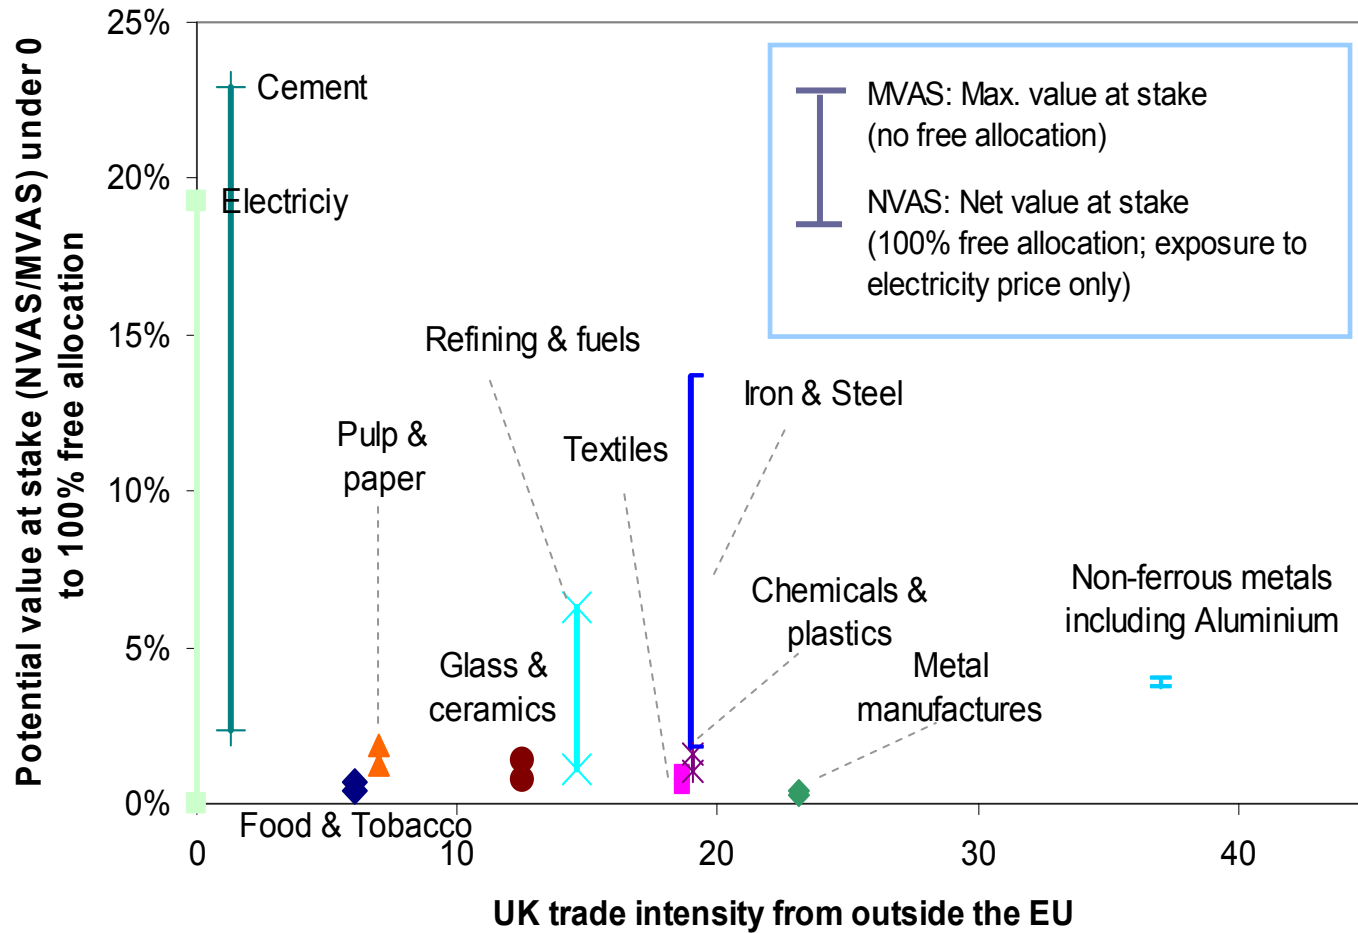 Potential value at stake (NVAS/MVAS) under 0
to 100% free allocation
25%
20%
15%
10%
5%
0%
Cement
Electriciy
MVAS: Max. value at stake
(no free allocation)
NVAS: Net value at stake
(100% free allocation; exposure to
electricity price only)
Refining & fuels
Iron & Steel
Pulp &
paper
Textiles
Chemicals &
plastics
Non-ferrous metals
including Aluminium
Glass &
ceramics
Metal
manufactures
Food & Tobacco
0
10
20
30
40
UK trade intensity from outside the EU